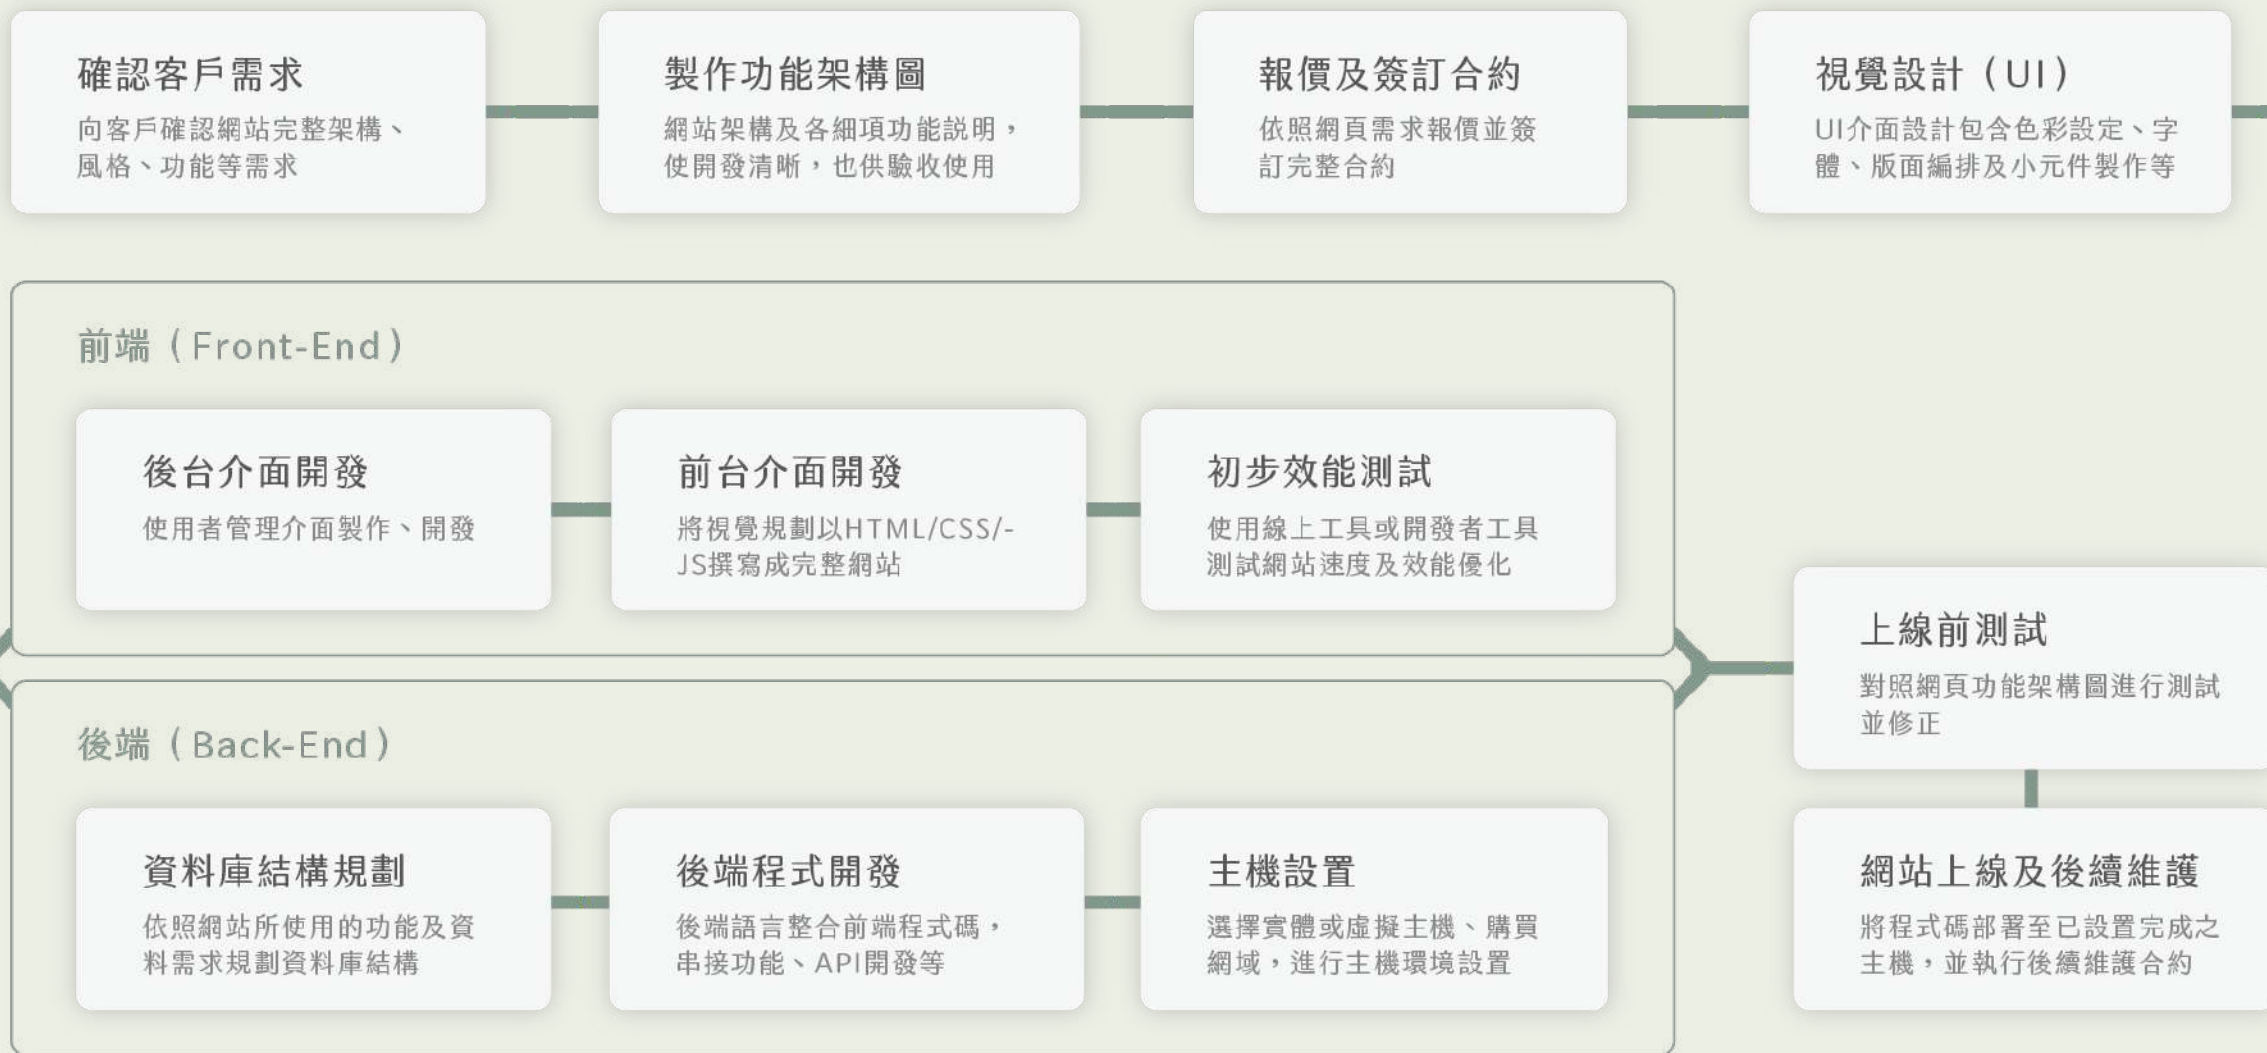 確認客戶需求
向客戶確認網站完整架構、
風格、功能等需求
製作功能架構圖
網站架構及各細項功能説明，
使開發清晰，也供驗收使用
報價及簽訂合約
依照網頁需求報價並簽
訂完整合約
視覺設計（UI）
UI介面設計包含色彩設定、字
體、版面編排及小元件製作等
前端（Front-End）
後台介面開發
使用者管理介面製作、開發
前台介面開發
將視覺規劃以HTML/CSS/-
JS撰寫成完整網站
初步效能測試
使用線上工具或開發者工具
測試網站速度及效能優化
後端（Back-End）
資料庫結構規劃
依照網站所使用的功能及資
料需求規劃資料庫結構
後端程式開發
後端語言整合前端程式碼，
串接功能、API開發等
主機設置
選擇實體或虛擬主機、購買
網域，進行主機環境設置
上線前測試
對照網頁功能架構圖進行測試
並修正
網站上線及後續維護
將程式碼部署至已設置完成之
主機，並執行後續維護合約